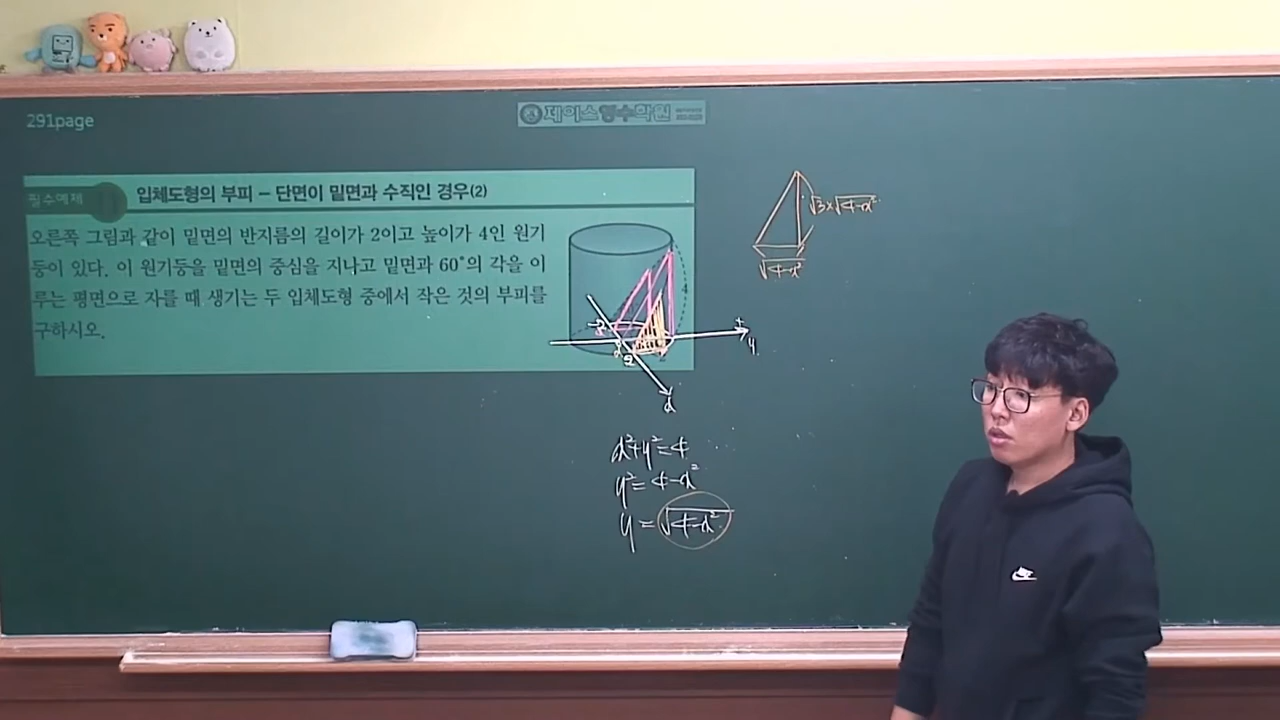 291page
제이스영수학원
필수예제
입체도형의 부피 – 단면이 밑면과 수직인 경우(2)
오른쪽 그림과 같이 밑면의 반지름의 길이가 2이고 높이가 4인 원기
둥이 있다. 이 원기둥을 밑면의 중심을 지나고 밑면과 60°의 각을 이
루는 평면으로 자를 때 생기는 두 입체도형 중에서 작은 것의 부피를
구하시오.
4
-2
2
2
y
x
√3×√4-x²
√4-x²
x²+y²=4
y²=4-x²
y=√4-x²